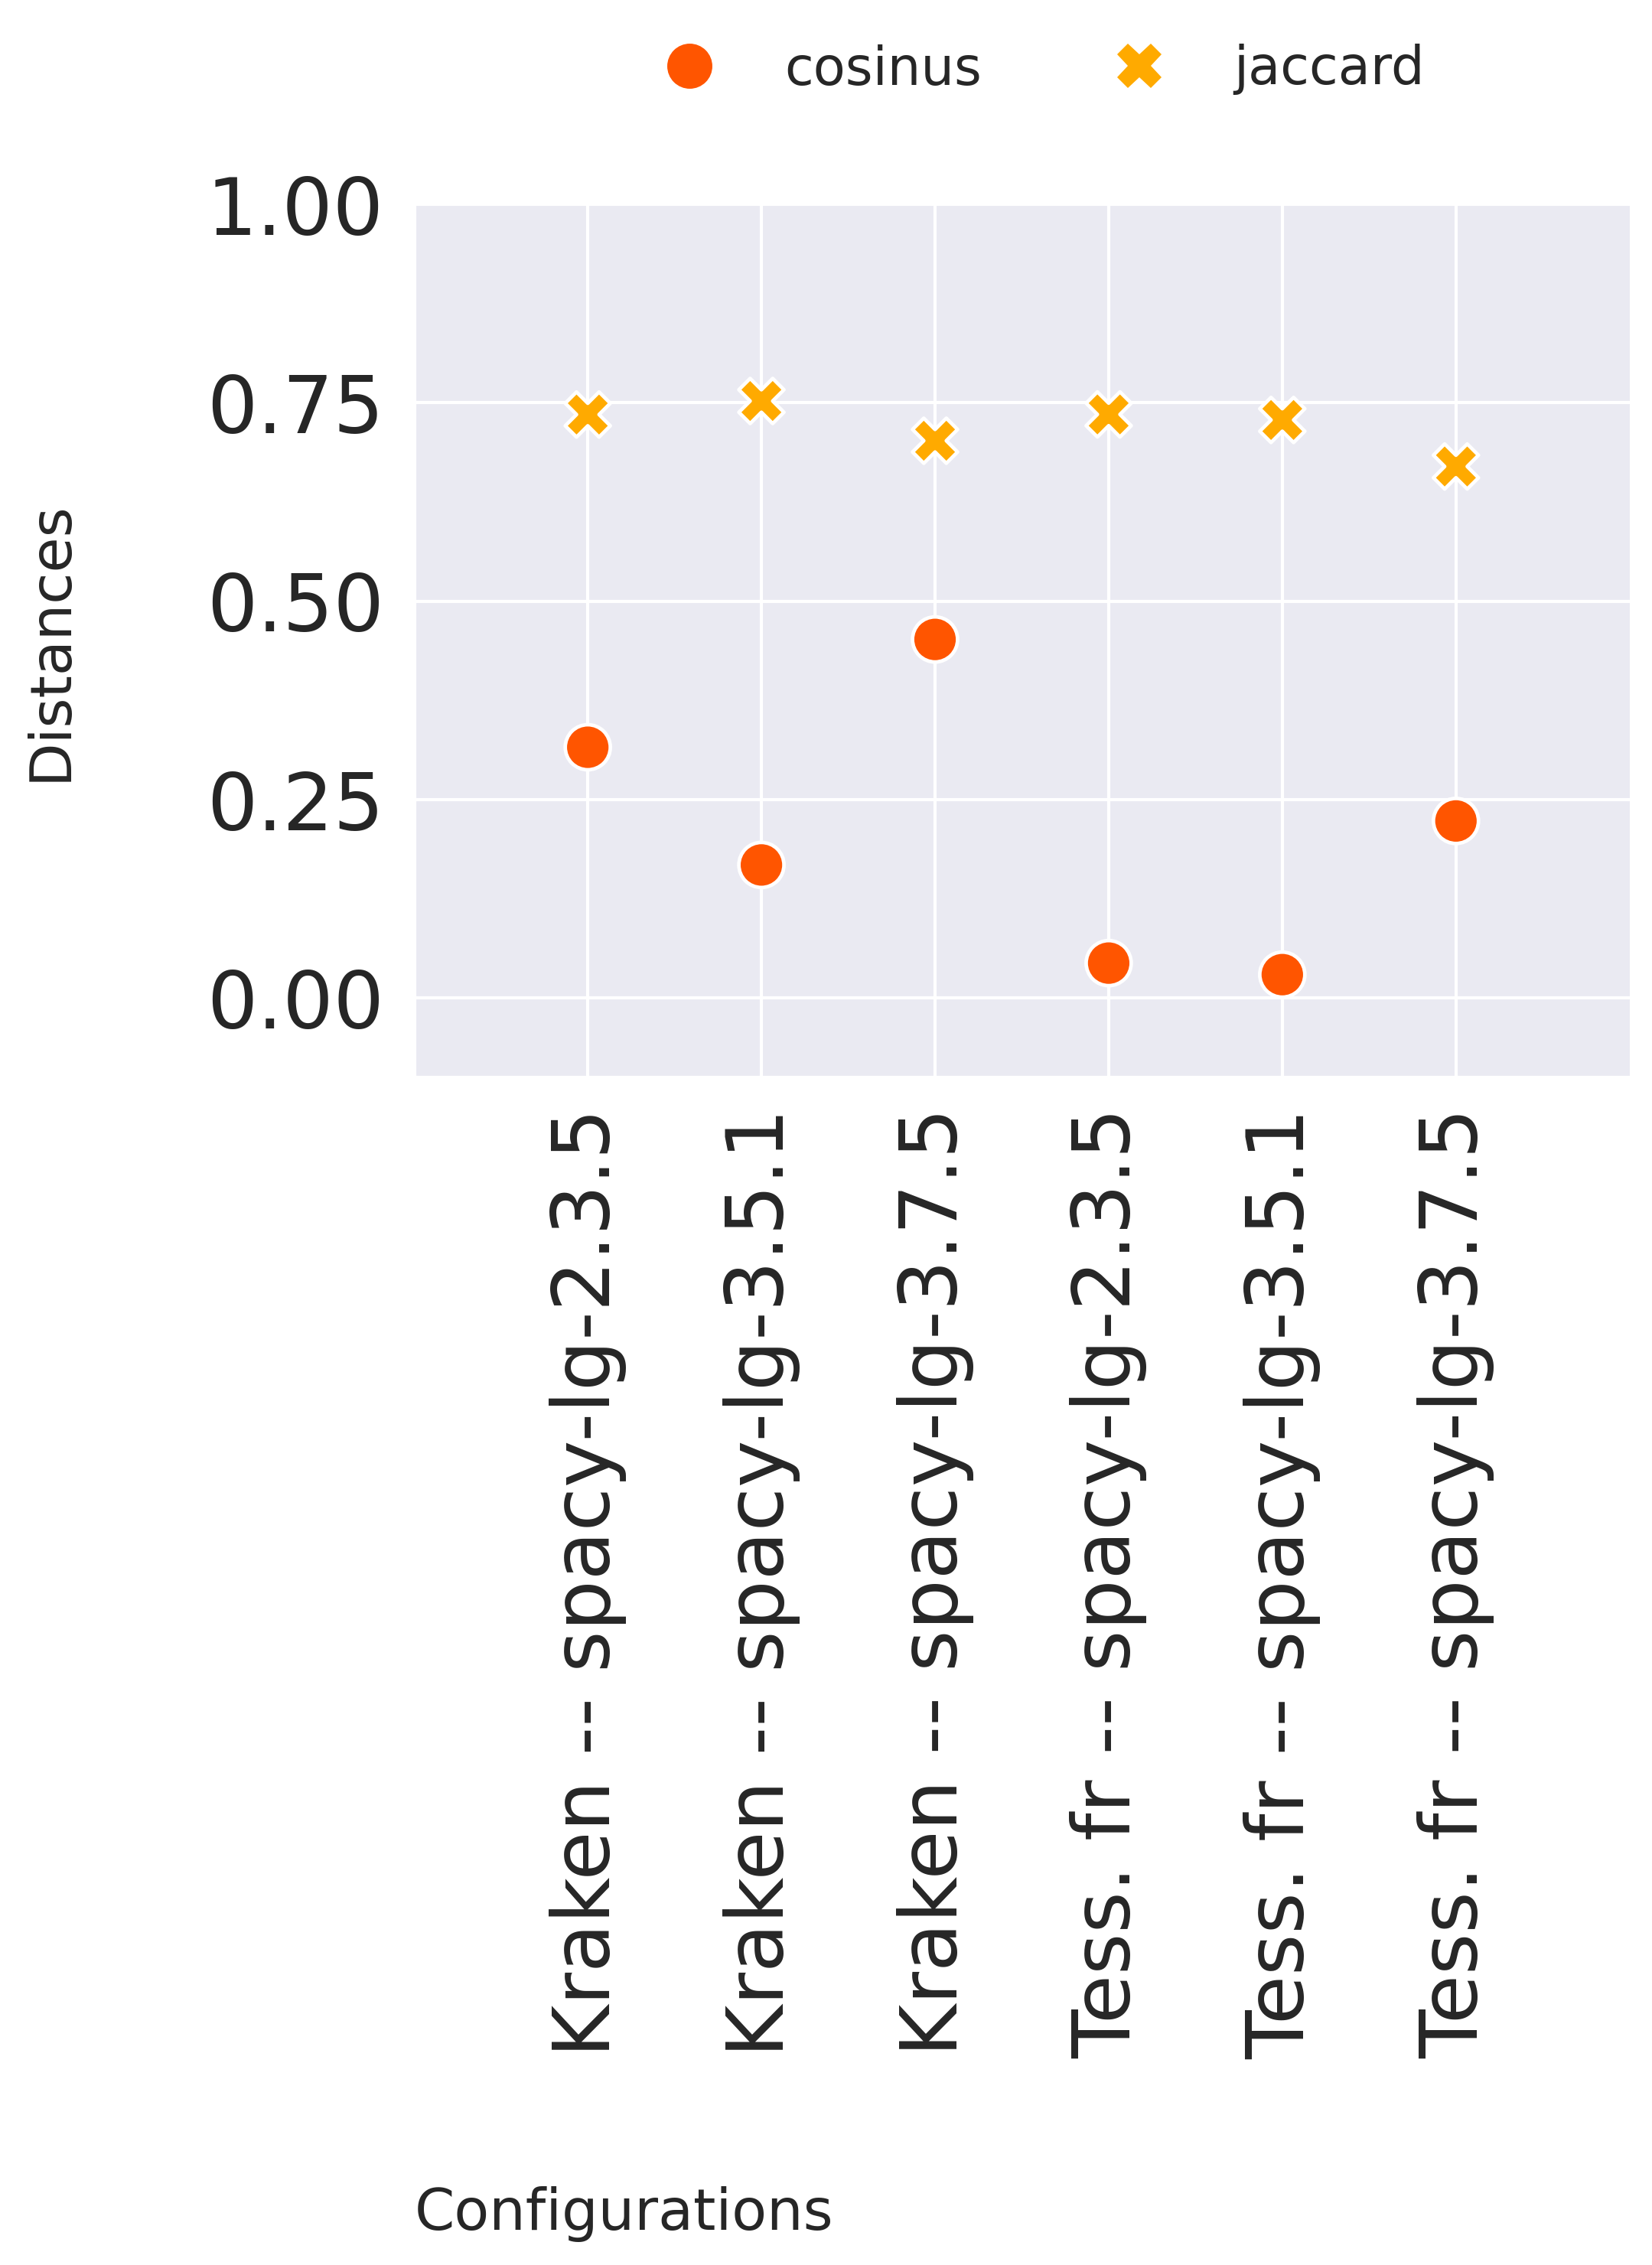 cosinus jaccard
1.00
0.75
0.50
0.25
0.00
Distances
Kraken -- spacy-lg-2.3.5
Kraken -- spacy-lg-3.5.1
Kraken -- spacy-lg-3.7.5
Tess. fr -- spacy-lg-2.3.5
Tess. fr -- spacy-lg-3.5.1
Tess. fr -- spacy-lg-3.7.5
Configurations